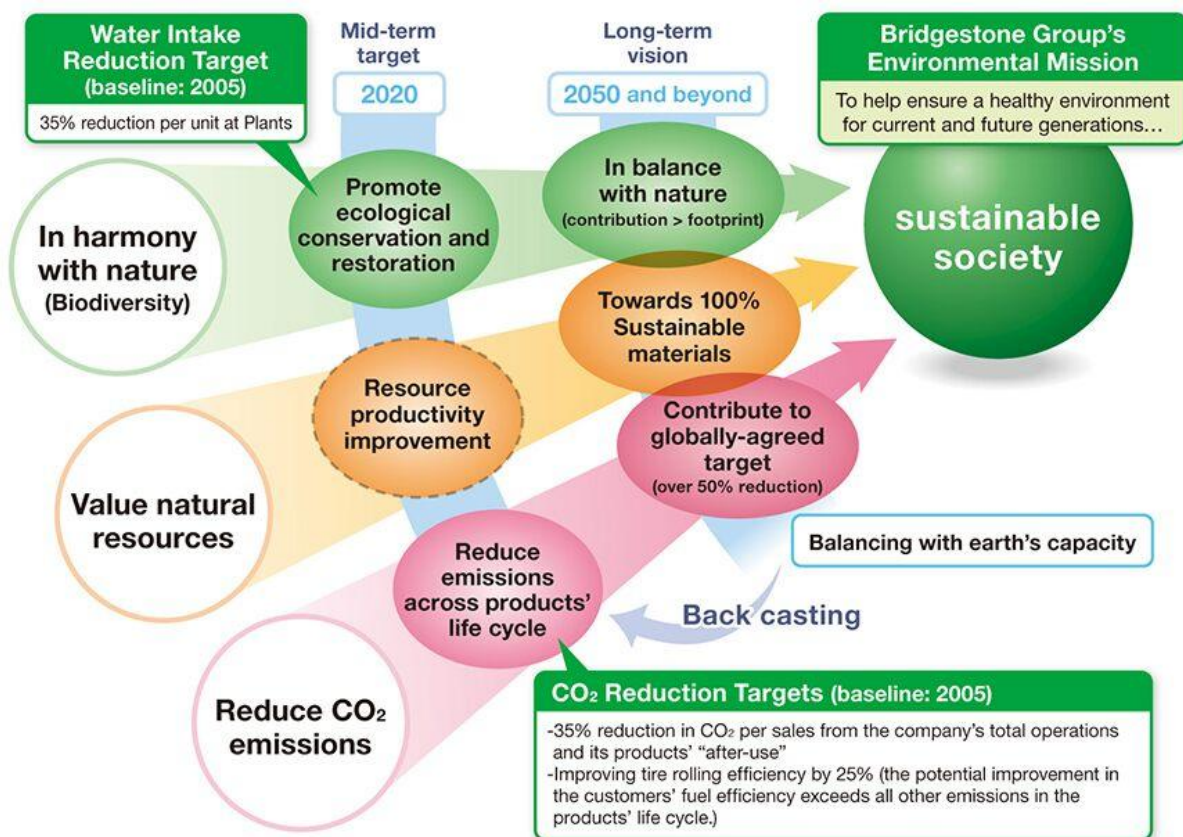 Water Intake
Reduction Target
(baseline: 2005)
35% reduction per unit at Plants
Mid-term
target
2020
Long-term
vision
2050 and beyond
Bridgestone Group's
Environmental Mission
To help ensure a healthy environment
for current and future generations…
In harmony
with nature
(Biodiversity)
Promote
ecological
conservation and
restoration
In balance
with nature
(contribution > footprint)
sustainable
society
Value natural
resources
Resource
productivity
improvement
Towards 100%
Sustainable
materials
Reduce CO₂
emissions
Reduce
emissions
across products'
life cycle
Contribute to
globally-agreed
target
(over 50% reduction)
Balancing with earth's capacity
Back casting
CO₂ Reduction Targets (baseline: 2005)
-35% reduction in CO₂ per sales from the company's total operations
and its products' “after-use”
-Improving tire rolling efficiency by 25% (the potential improvement in
the customers' fuel efficiency exceeds all other emissions in the
products' life cycle.)